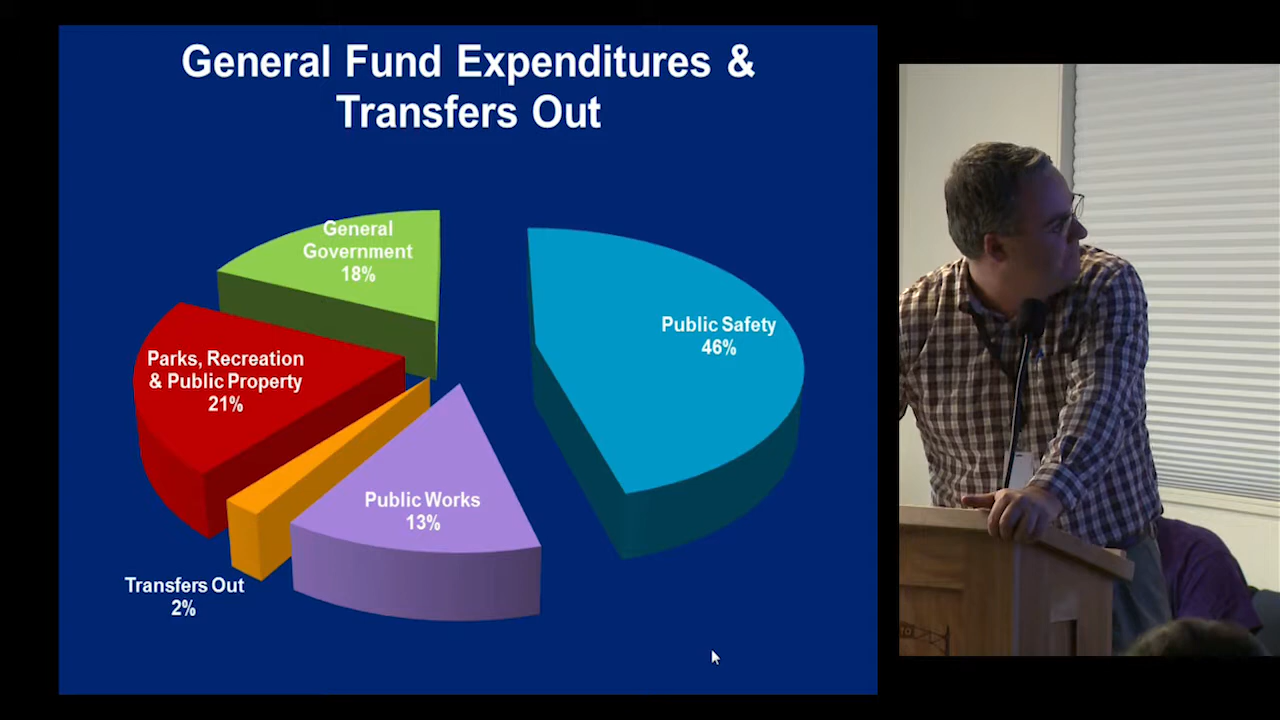 General Fund Expenditures &
Transfers Out
General
Government
18%
Public Safety
46%
Parks, Recreation
& Public Property
21%
Public Works
13%
Transfers Out
2%